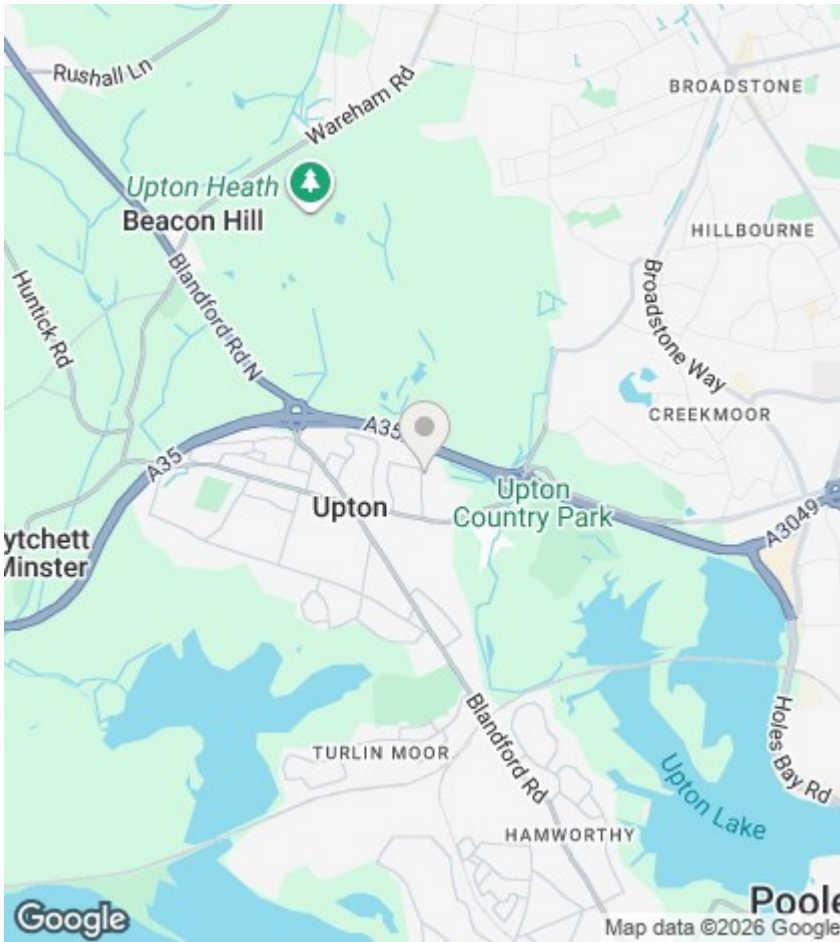 Rushall Ln
Wareham Rd
BROADSTONE
Upton Heath
Beacon Hill
HILLBOURNE
Huntick Rd
Blandford Rd N
Broadstone Way
CREEKMOOR
A35
A35
Upton
Upton
Country Park
A3049
ytchett
Minster
Holes Bay Rd
TURLIN MOOR
Blandford Rd
Upton Lake
HAMWORTHY
Poole
Google
Map data ©2026 Google